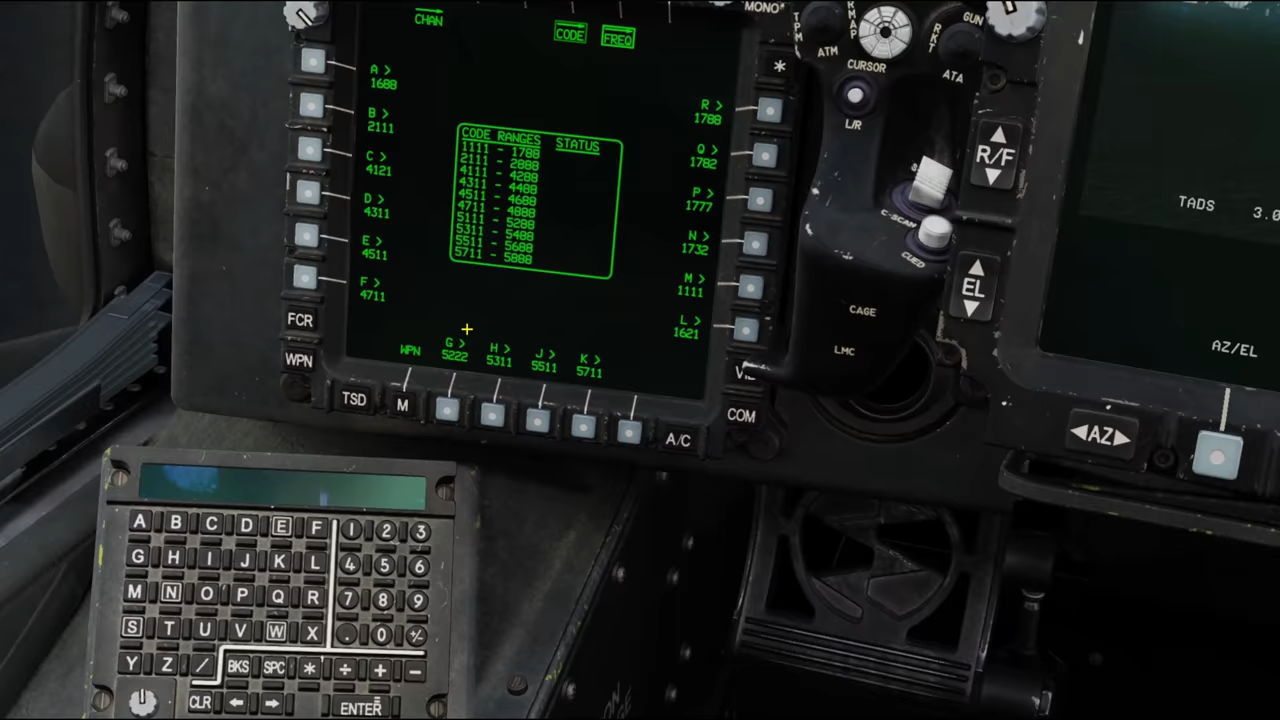 CHAN
CODE
FREQ
A >
1688
B >
2111
C >
4121
D >
4311
E >
4511
F >
4711
CODE RANGES STATUS
1111 - 1788
2111 - 2888
4111 - 4288
4311 - 4488
4511 - 4688
4711 - 4888
5111 - 5288
5311 - 5488
5511 - 5688
5711 - 5888
R >
1788
Q >
1782
P >
1777
N >
1732
M >
1111
L >
1621
WPN
G >
5222
H >
5311
J >
5511
K >
5711
FCR
WPN
TSD
M
A/C
COM
*
MONO*
TPM
RMAP
GUN
RKT
ATM
ATA
CURSOR
L/R
R/F
C-SCAN
CUED
EL
CAGE
LMC
TADS 3.0
AZ/EL
AZ
A B C D E F 1 2 3
G H I J K L 4 5 6
M N O P Q R 7 8 9
S T U V W X . 0 +/-
Y Z / BKS SPC * ÷ + −
CLR ← → ENTER